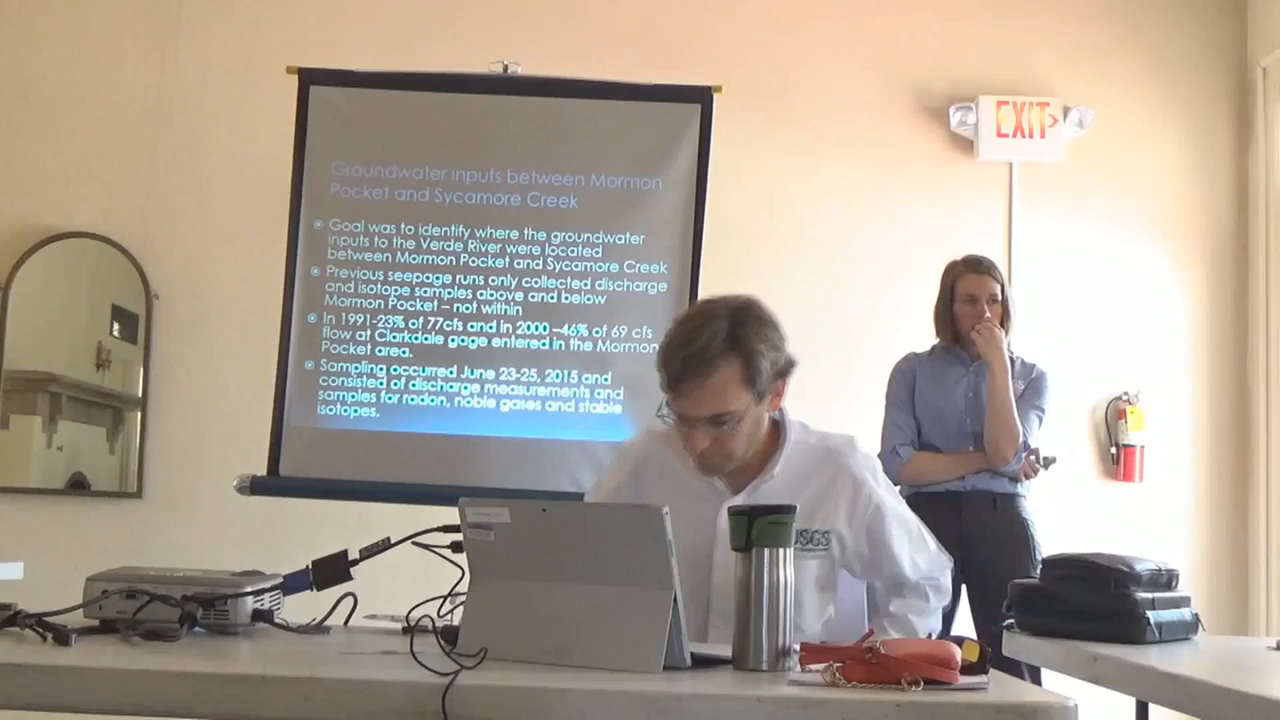 Groundwater inputs between Mormon
Pocket and Sycamore Creek
Goal was to identify where the groundwater
inputs to the Verde River were located
between Mormon Pocket and Sycamore Creek
Previous seepage runs only collected discharge
and isotope samples above and below
Mormon Pocket – not within
In 1991-23% of 77cfs and in 2000 –46% of 69 cfs
flow at Clarkdale gage entered in the Mormon
Pocket area.
Sampling occurred June 23-25, 2015 and
consisted of discharge measurements and
samples for radon, noble gases and stable
isotopes.
EXIT
USGS